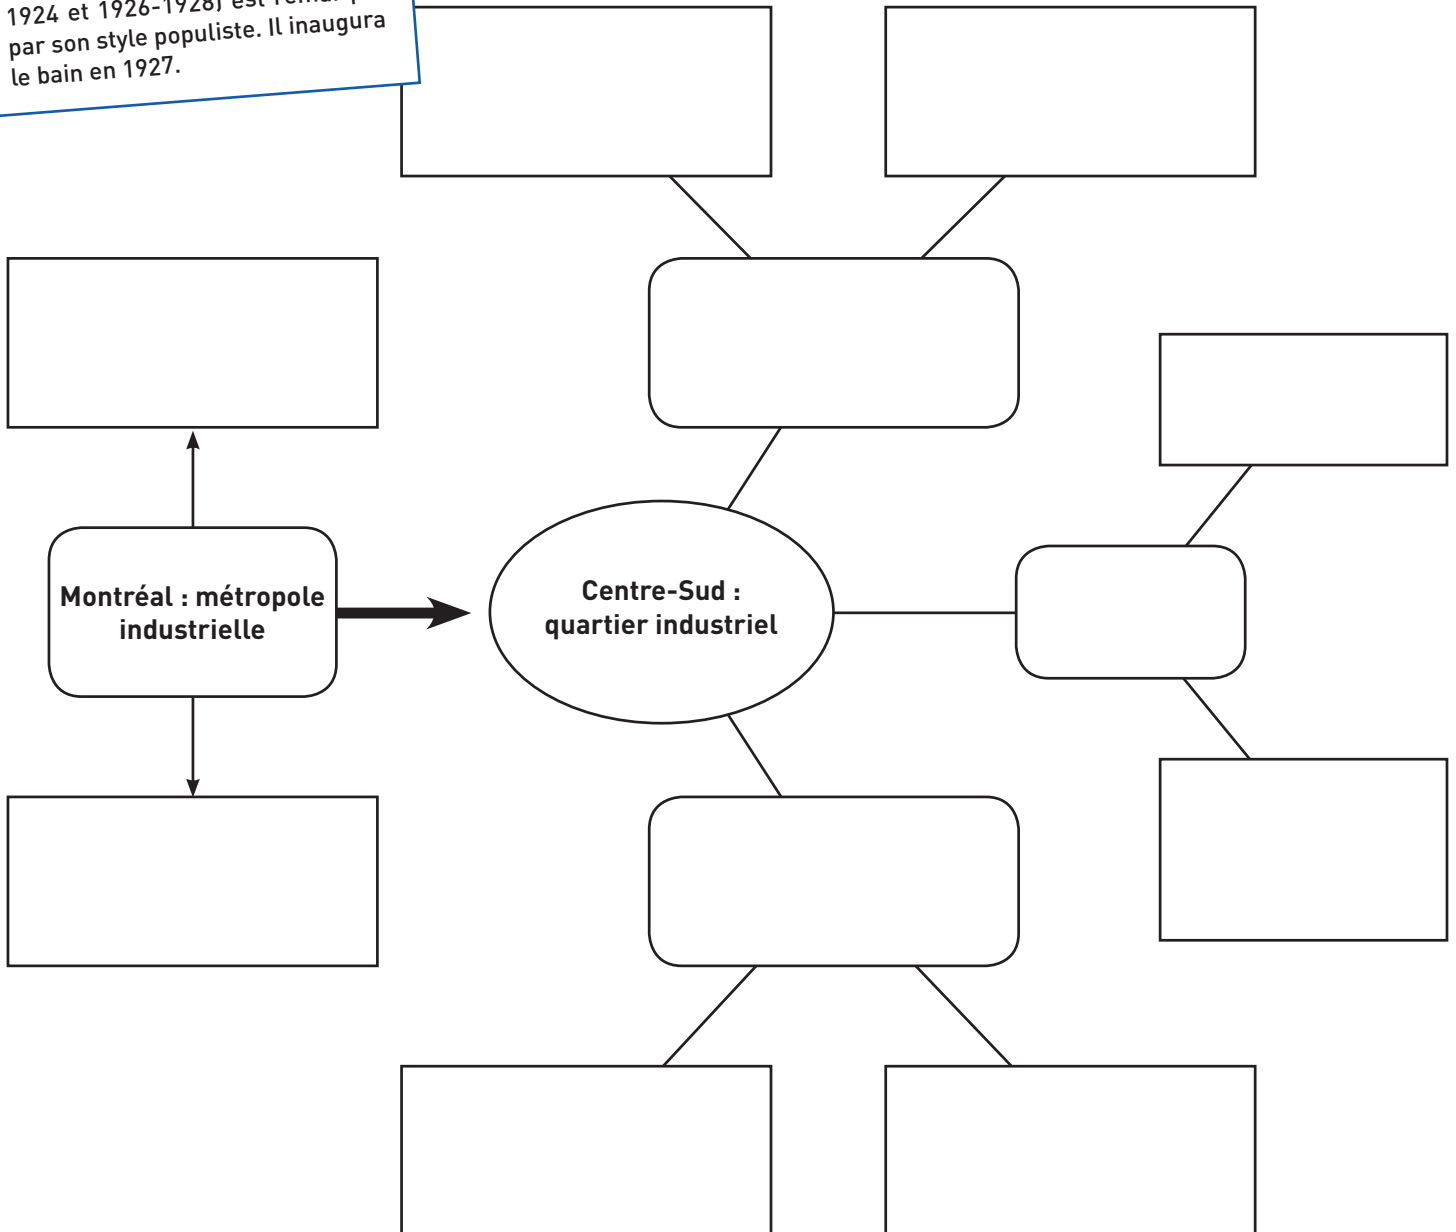 1924 et 1926-1928) est
par son style populiste. Il inaugura
le bain en 1927.
Montréal : métropole
industrielle
Centre-Sud :
quartier industriel